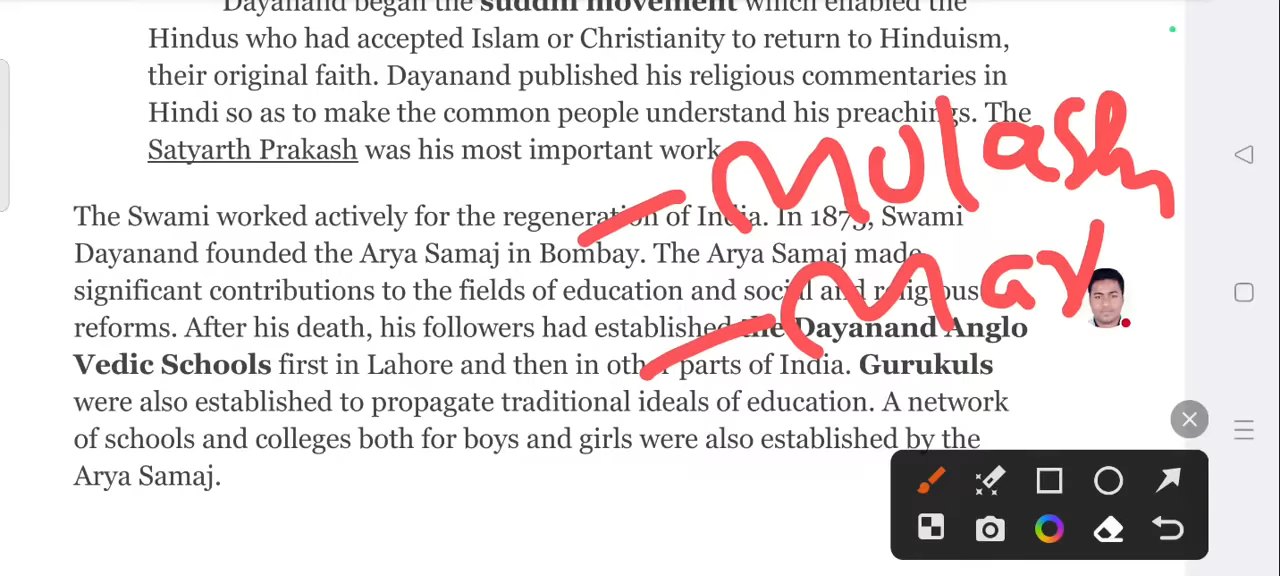 Dayanand began the suddhi movement which enabled the
Hindus who had accepted Islam or Christianity to return to Hinduism,
their original faith. Dayanand published his religious commentaries in
Hindi so as to make the common people understand his preachings. The
Satyarth Prakash was his most important work
The Swami worked actively for the regeneration of India. In 1875, Swami
Dayanand founded the Arya Samaj in Bombay. The Arya Samaj made
significant contributions to the fields of education and social and religious
reforms. After his death, his followers had established the Dayanand Anglo
Vedic Schools first in Lahore and then in other parts of India. Gurukuls
were also established to propagate traditional ideals of education. A network
of schools and colleges both for boys and girls were also established by the
Arya Samaj.
Mulash
May